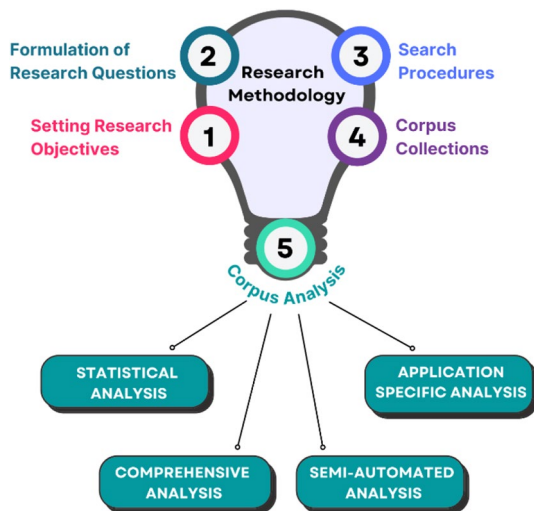 Research
Methodology
1
Setting Research
Objectives
2
Formulation of
Research Questions
3
Search
Procedures
4
Corpus
Collections
5
Corpus Analysis
STATISTICAL
ANALYSIS
COMPREHENSIVE
ANALYSIS
SEMI-AUTOMATED
ANALYSIS
APPLICATION
SPECIFIC ANALYSIS